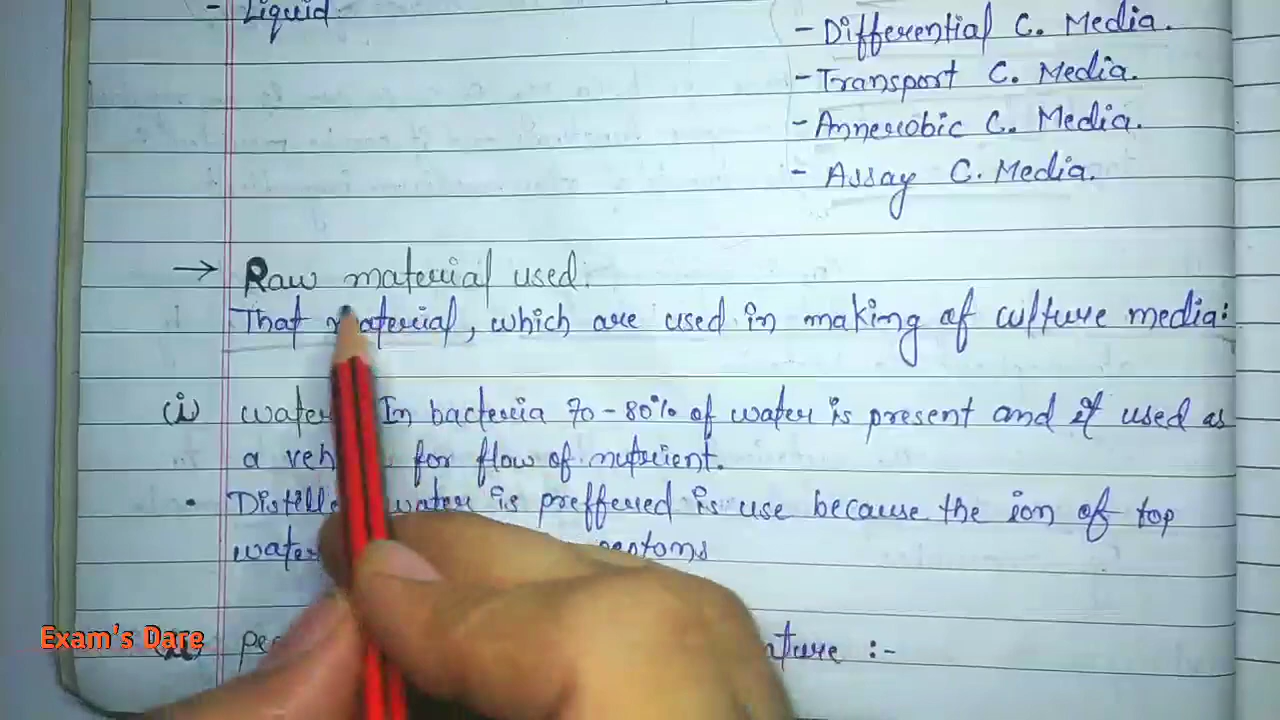 - Liquid
- Differential C. Media.
- Transport C. Media.
- Annerobic C. Media.
- Assay C. Media.
→ Raw material used:
That material, which are used in making of culture media:
(i) water In bacteria 70-80% of water is present and it used as
a for flow of nutrient.
• water is preffered is use because the ion of top
water
Exam's Dare